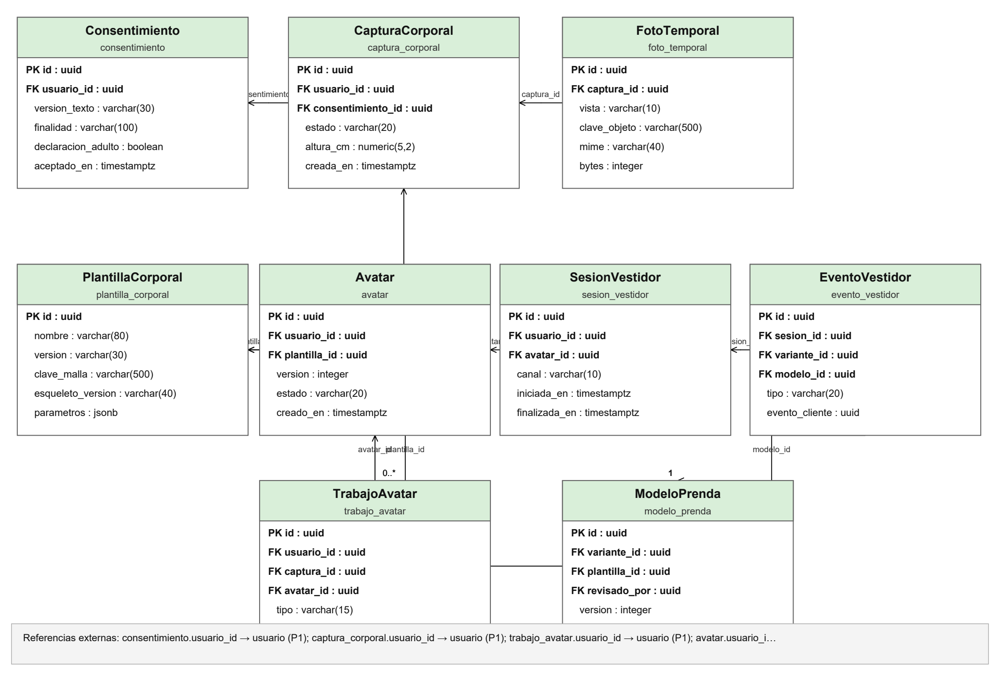 Consentimiento
consentimiento
PK id : uuid
FK usuario_id : uuid
version_texto : varchar(30)
finalidad : varchar(100)
declaracion_adulto : boolean
aceptado_en : timestamptz
sentimiento
CapturaCorporal
captura_corporal
PK id : uuid
FK usuario_id : uuid
FK consentimiento_id : uuid
estado : varchar(20)
altura_cm : numeric(5,2)
creada_en : timestamptz
captura_id
FotoTemporal
foto_temporal
PK id : uuid
FK captura_id : uuid
vista : varchar(10)
clave_objeto : varchar(500)
mime : varchar(40)
bytes : integer
PlantillaCorporal
plantilla_corporal
PK id : uuid
nombre : varchar(80)
version : varchar(30)
clave_malla : varchar(500)
esqueleto_version : varchar(40)
parametros : jsonb
Avatar
avatar
PK id : uuid
FK usuario_id : uuid
FK plantilla_id : uuid
version : integer
estado : varchar(20)
creado_en : timestamptz
SesionVestidor
sesion_vestidor
PK id : uuid
FK usuario_id : uuid
FK avatar_id : uuid
canal : varchar(10)
iniciada_en : timestamptz
finalizada_en : timestamptz
sion_
EventoVestidor
evento_vestidor
PK id : uuid
FK sesion_id : uuid
FK variante_id : uuid
FK modelo_id : uuid
tipo : varchar(20)
evento_cliente : uuid
avatar_id
plantilla_id
modelo_id
0..*
1
TrabajoAvatar
trabajo_avatar
PK id : uuid
FK usuario_id : uuid
FK captura_id : uuid
FK avatar_id : uuid
tipo : varchar(15)
ModeloPrenda
modelo_prenda
PK id : uuid
FK variante_id : uuid
FK plantilla_id : uuid
FK revisado_por : uuid
version : integer
Referencias externas: consentimiento.usuario_id → usuario (P1); captura_corporal.usuario_id → usuario (P1); trabajo_avatar.usuario_id → usuario (P1); avatar.usuario_i…